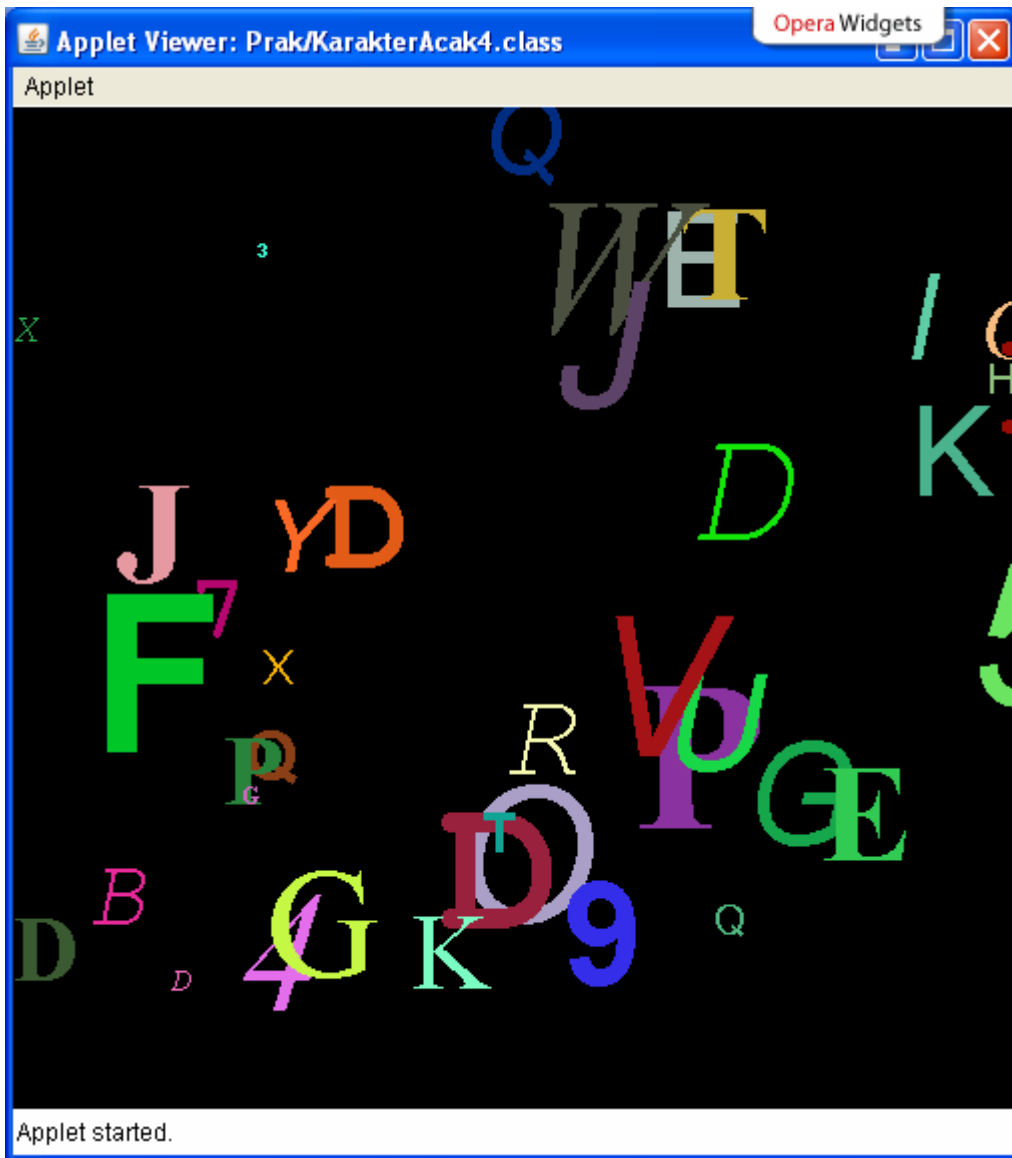 Opera Widgets
Applet Viewer: Prak/KarakterAcak4.class
Applet
Q
W E T
3
J
I
X
H
K
D
J Y D
7
F
X
V
U
P
R
P Q
G
G E
O
T
D
B
G
4
K
9
Q
D
D
Applet started.